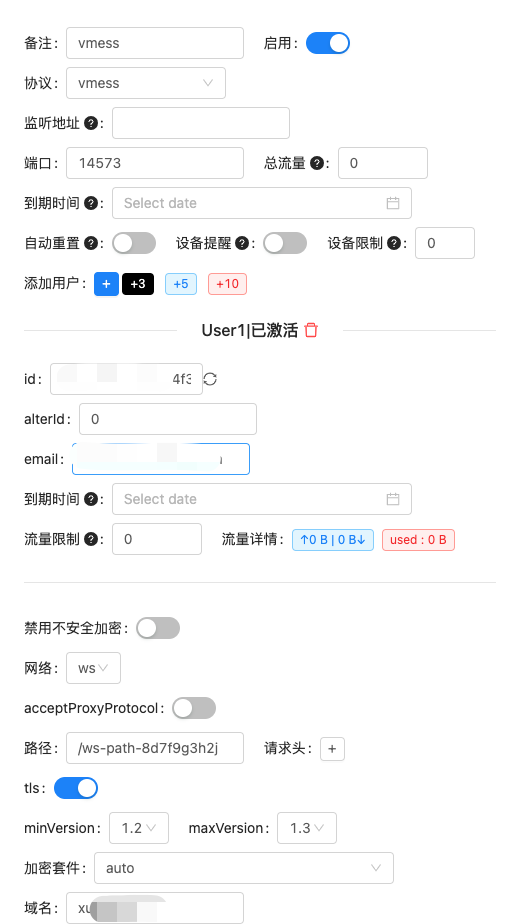 备注: vmess 启用:
协议: vmess
监听地址 ?:
端口: 14573 总流量 ?: 0
到期时间 ?: Select date
自动重置 ?: 设备提醒 ?: 设备限制 ?: 0
添加用户: + +3 +5 +10
User1|已激活
id: 4f3
alterId: 0
email:
到期时间 ?: Select date
流量限制 ?: 0 流量详情: ↑0 B | 0 B↓ used : 0 B
禁用不安全加密:
网络: ws
acceptProxyProtocol:
路径: /ws-path-8d7f9g3h2j 请求头: +
tls:
minVersion: 1.2 maxVersion: 1.3
加密套件: auto
域名: